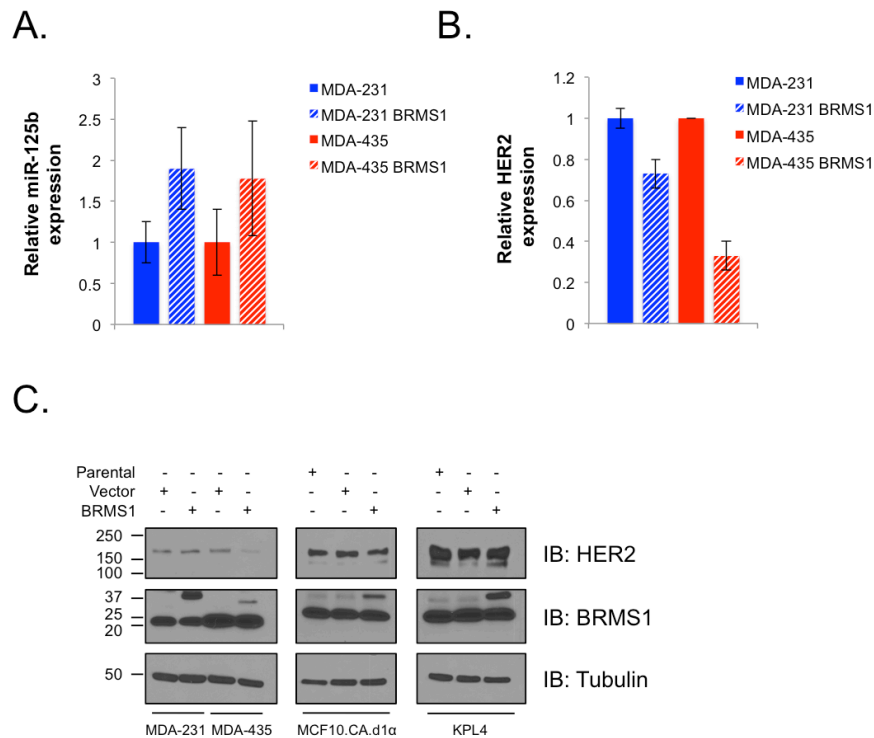 A.
Relative miR-125b
expression
3
2.5
2
1.5
1
0.5
0
MDA-231
MDA-231 BRMS1
MDA-435
MDA-435 BRMS1
B.
Relative HER2
expression
1.2
1
0.8
0.6
0.4
0.2
0
MDA-231
MDA-231 BRMS1
MDA-435
MDA-435 BRMS1
C.
Parental - - - - + - - + - -
Vector + - + - - + - - + -
BRMS1 - + - + - - + - - +
250
150
100
IB: HER2
37
25
20
IB: BRMS1
50
IB: Tubulin
MDA-231 MDA-435 MCF10.CA.d1α KPL4